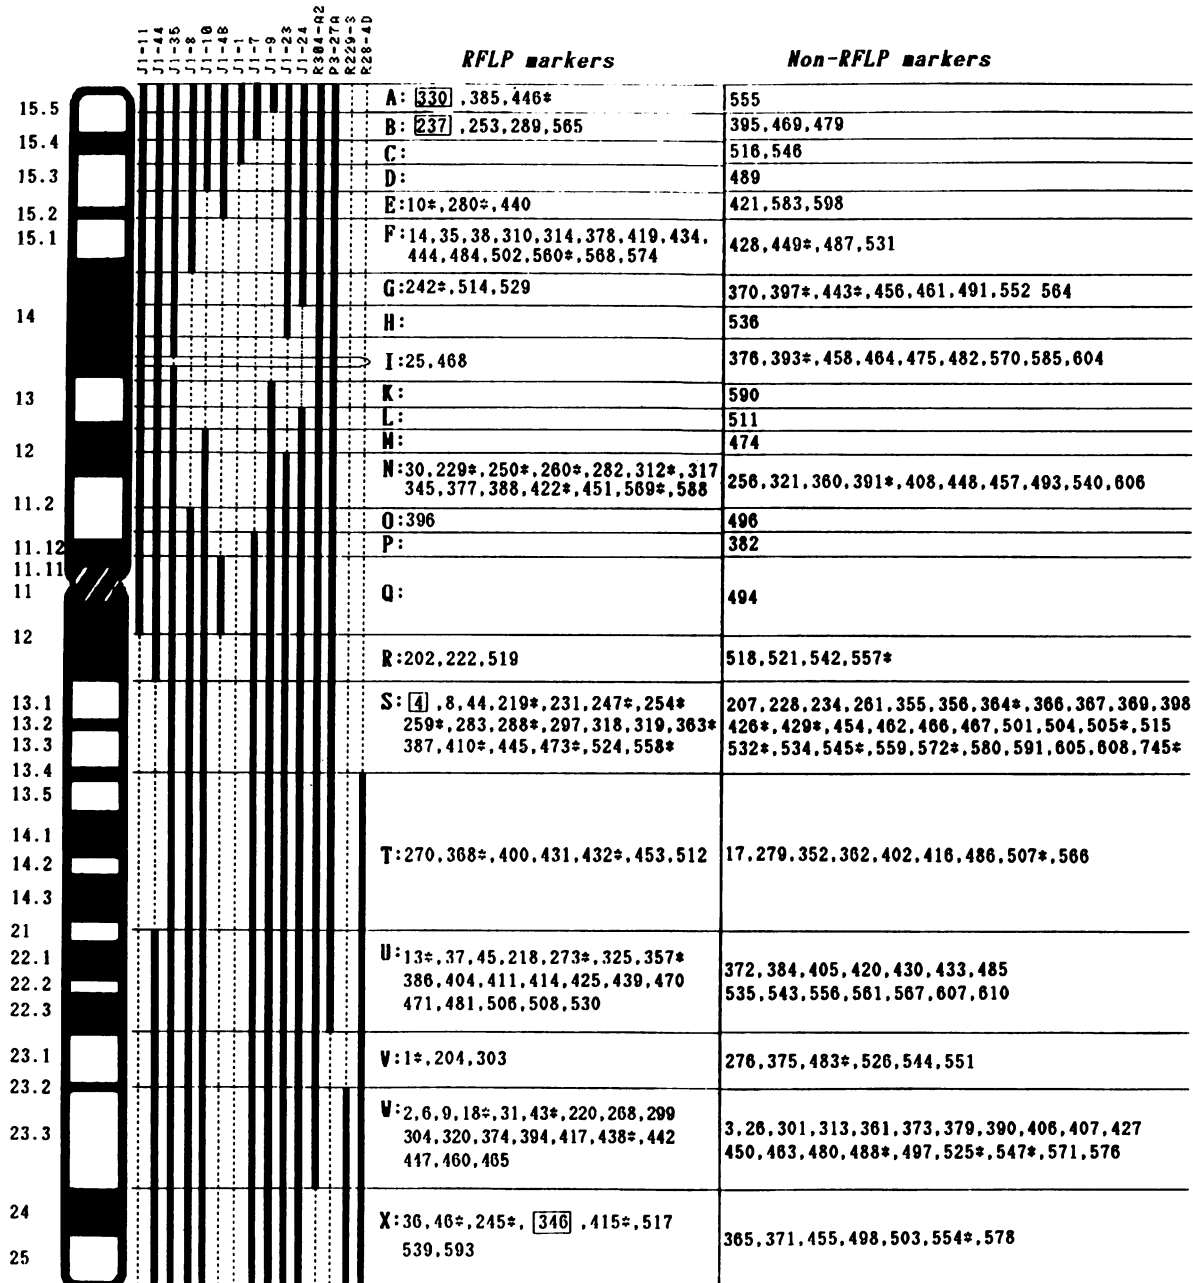 J1-11
J1-44
J1-35
J1-8
J1-10
J1-4B
J1-1
J1-7
J1-9
J1-23
J1-24
R304-A2
P3-27A
R229-3
R28-4D
RFLP markers
Non-RFLP markers
15.5
15.4
15.3
15.2
15.1
14
13
12
11.2
11.12
11.11
11
12
13.1
13.2
13.3
13.4
13.5
14.1
14.2
14.3
21
22.1
22.2
22.3
23.1
23.2
23.3
24
25
A: 330 ,385,446*
555
B: 237 ,253,289,565
395,469,479
C:
516,546
D:
489
E:10*,280*,440
421,583,598
F:14,35,38,310,314,378,419,434,
444,484,502,560*,568,574
428,449*,487,531
G:242*,514,529
370,397*,443*,456,461,491,552 564
H:
536
I:25,468
376,393*,458,464,475,482,570,585,604
K:
590
L:
511
M:
474
N:30,229*,250*,260*,282,312*,317
345,377,388,422*,451,569*,588
256,321,360,391*,408,448,457,493,540,606
O:396
496
P:
382
Q:
494
R:202,222,519
518,521,542,557*
S: 4 ,8,44,219*,231,247*,254*
259*,283,288*,297,318,319,363*
387,410*,445,473*,524,558*
207,228,234,261,355,356,364*,366,367,369,398
426*,429*,454,462,466,467,501,504,505*,515
532*,534,545*,559,572*,580,591,605,608,745*
T:270,368*,400,431,432*,453,512
17,279,352,362,402,416,486,507*,566
U:13*,37,45,218,273*,325,357*
386,404,411,414,425,439,470
471,481,506,508,530
372,384,405,420,430,433,485
535,543,556,561,567,607,610
V:1*,204,303
276,375,483*,526,544,551
W:2,6,9,18*,31,43*,220,268,299
304,320,374,394,417,438*,442
447,460,465
3,26,301,313,361,373,379,390,406,407,427
450,463,480,488*,497,525*,547*,571,576
X:36,46*,245*, 346 ,415*,517
539,593
365,371,455,498,503,554*,578